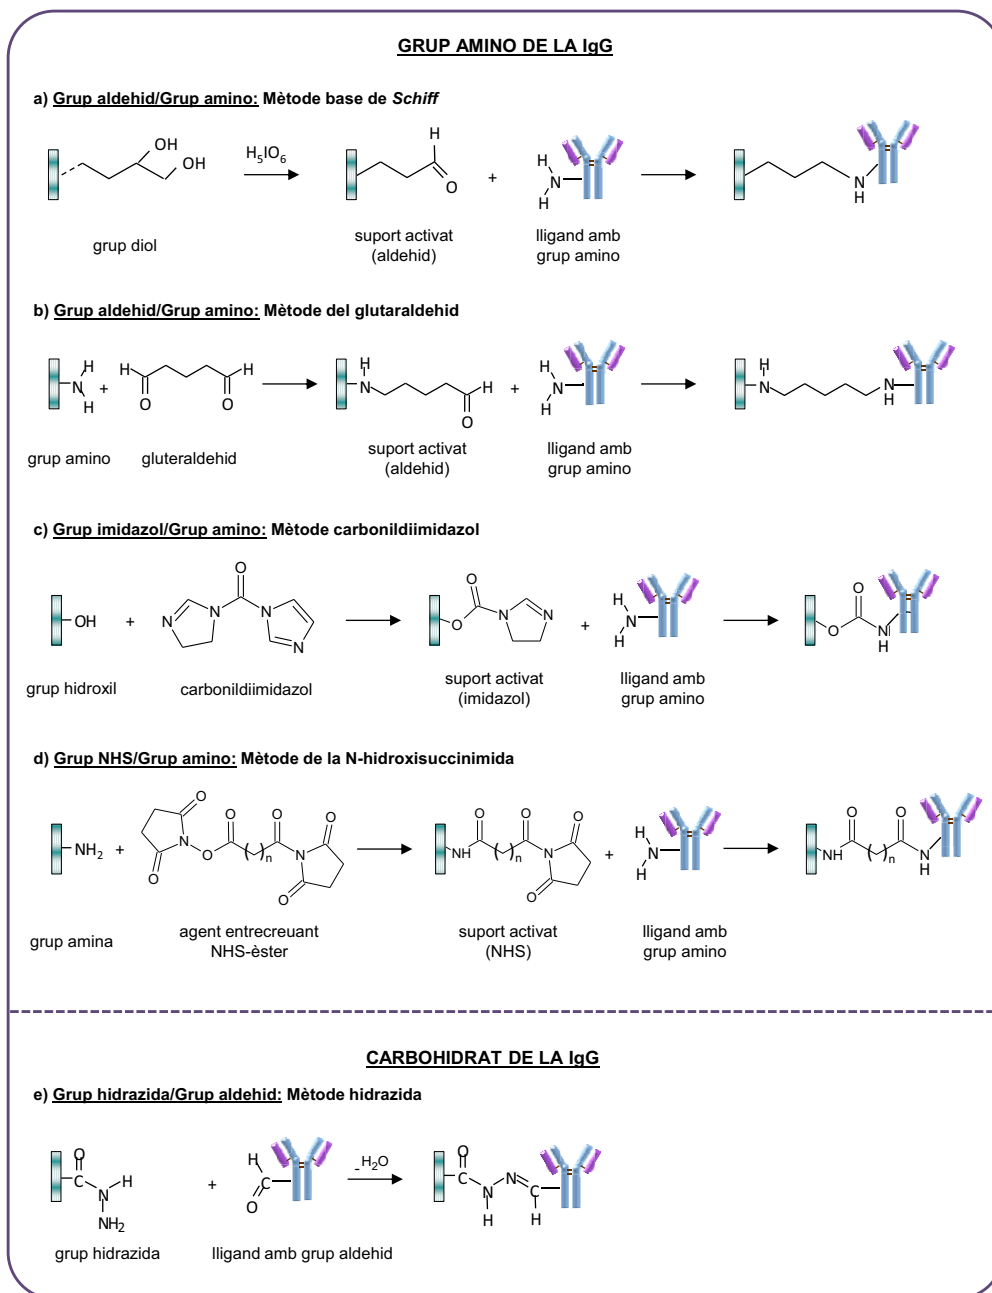 GRUP AMINO DE LA IgG
a) Grup aldehid/Grup amino: Mètode base de Schiff
OH
OH
H5IO6
H
O
+
H
N
H
N
H
grup diol
suport activat
(aldehid)
lligand amb
grup amino
b) Grup aldehid/Grup amino: Mètode del glutaraldehid
H
N
H
+
H
O
H
O
H
N
H
O
+
H
N
H
H
N
N
H
grup amino
gluteraldehid
suport activat
(aldehid)
lligand amb
grup amino
c) Grup imidazol/Grup amino: Mètode carbonildiimidazol
OH
+
O
N
N
N
N
O
O
N
N
+
H
N
H
O
O
N
H
grup hidroxil
carbonildiimidazol
suport activat
(imidazol)
lligand amb
grup amino
d) Grup NHS/Grup amino: Mètode de la N-hidroxisuccinimida
NH2
+
O
N
O
O
O
( )n
O
N
O
O
NH
O
( )n
O
N
O
O
+
H
N
H
NH
O
( )n
O
N
H
grup amina
agent entrecreuant
NHS-èster
suport activat
(NHS)
lligand amb
grup amino
CARBOHIDRAT DE LA IgG
e) Grup hidrazida/Grup aldehid: Mètode hidrazida
O
C
N
H
NH2
+
H
C
O
-H2O
O
C
N
H
N
C
H
grup hidrazida
lligand amb grup aldehid